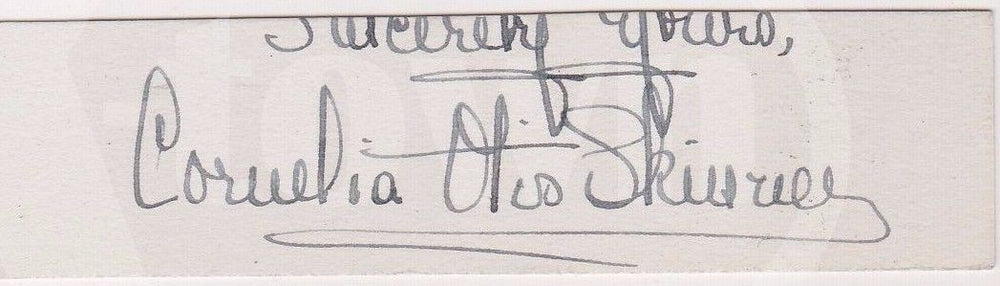 Sincerely yours,
Cornelia Otis Skinner